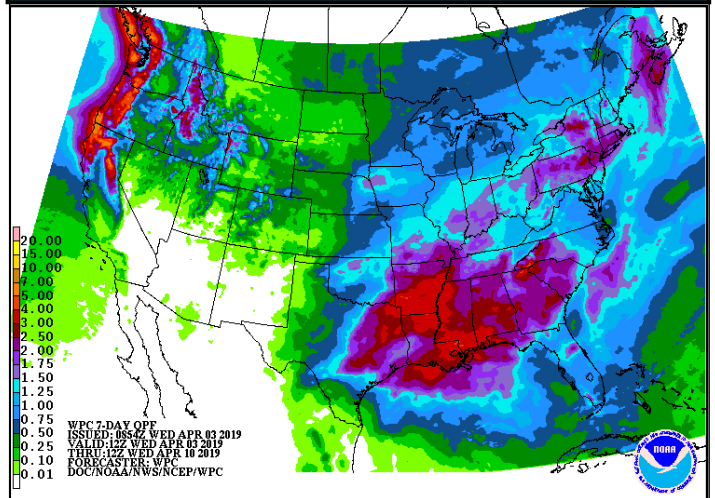 20.00
15.00
10.00
7.00
5.00
4.00
3.00
2.50
2.00
1.75
1.50
1.25
1.00
0.75
0.50
0.25
0.10
0.01
WPC 7-DAY QPF
ISSUED: 0854Z WED APR 03 2019
VALID:12Z WED APR 03 2019
THRU:12Z WED APR 10 2019
FORECASTER: WPC
DOC/NOAA/NWS/NCEP/WPC
NOAA